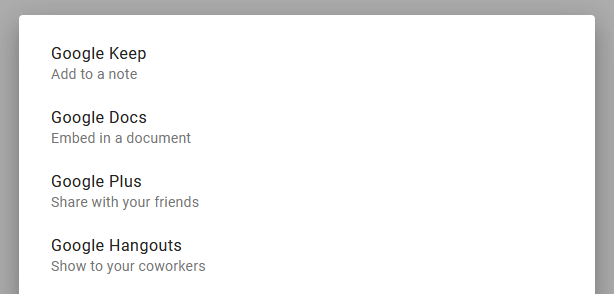 Google Keep
Add to a note
Google Docs
Embed in a document
Google Plus
Share with your friends
Google Hangouts
Show to your coworkers